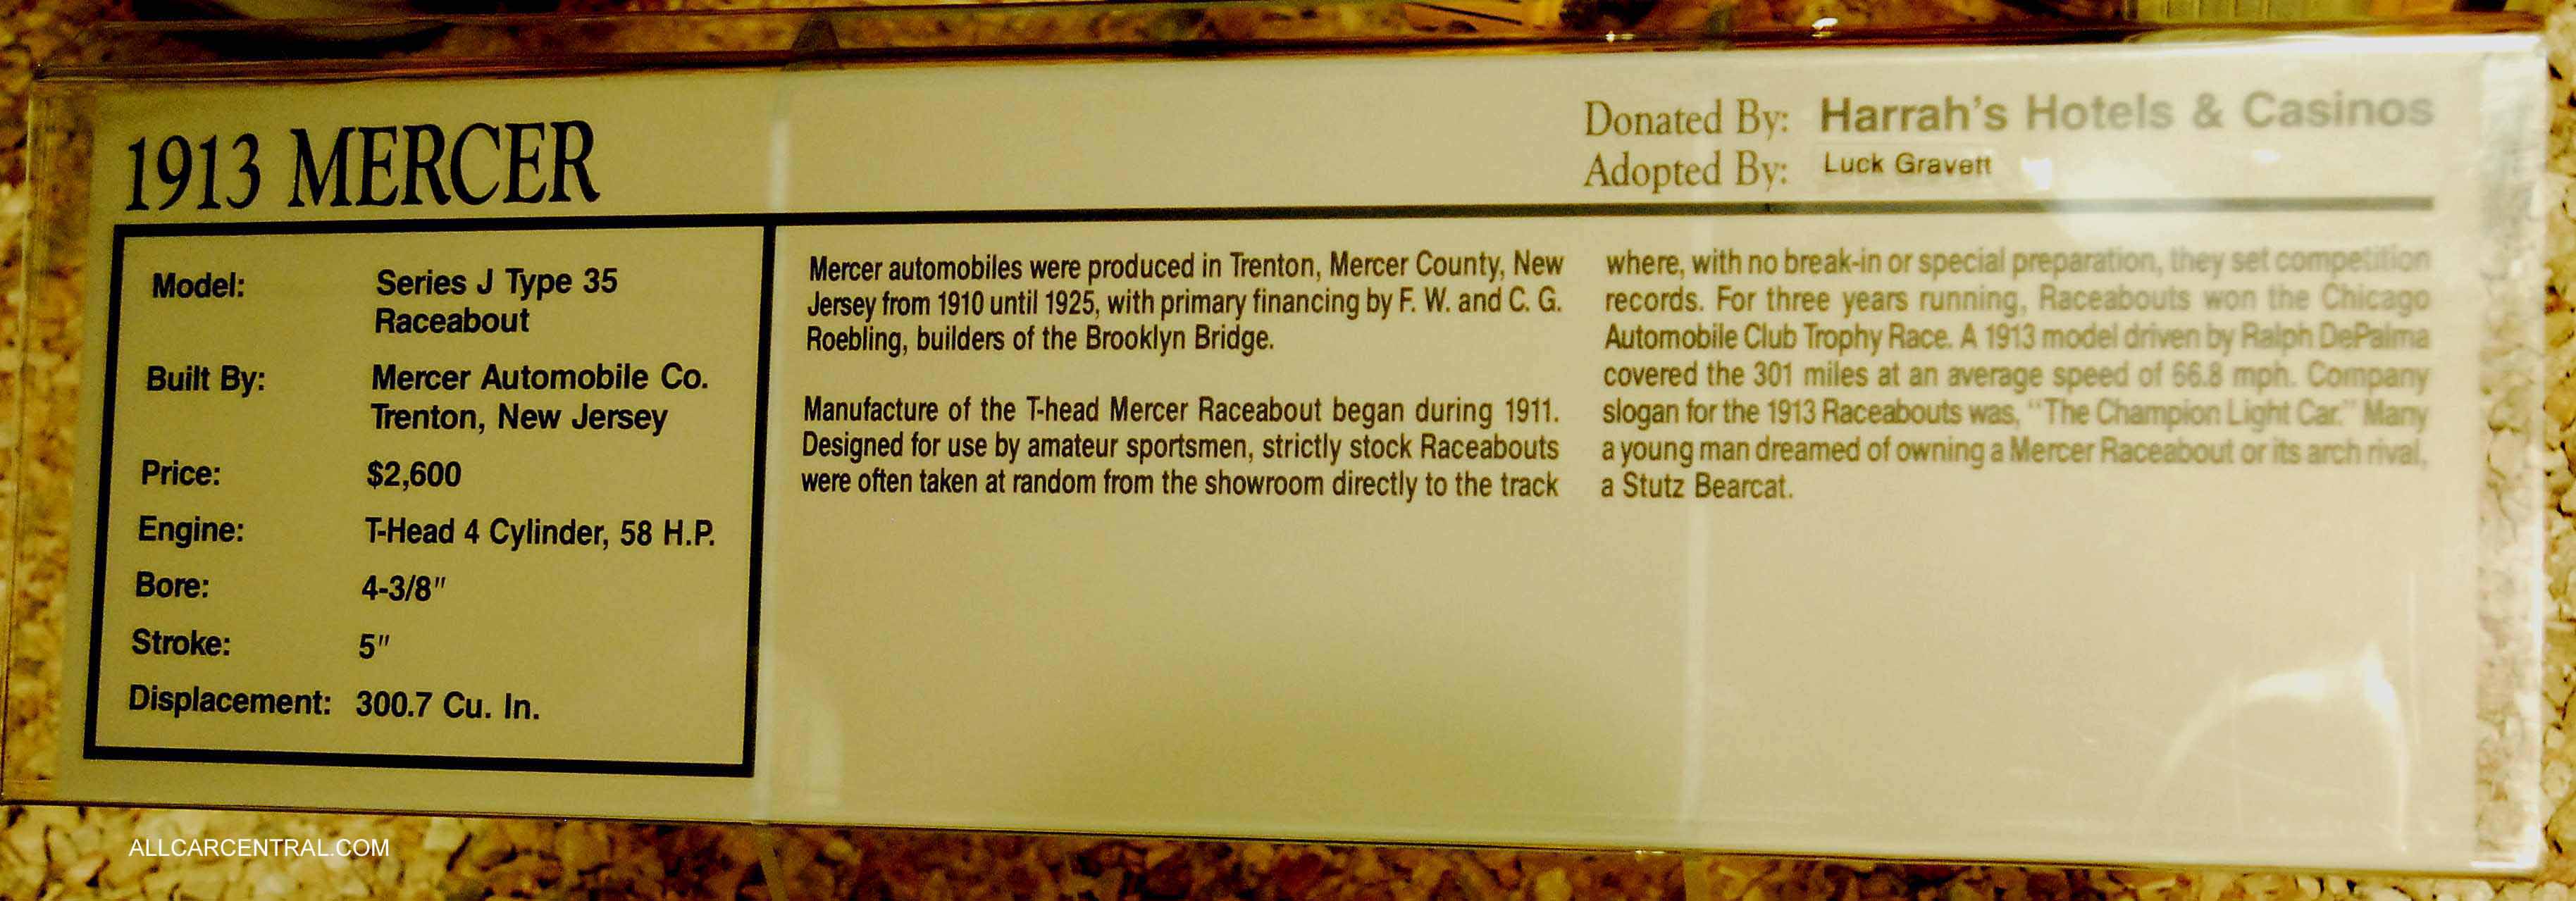 1913 MERCER
Donated By: Harrah's Hotels & Casinos
Adopted By: Luck Gravett
Model: Series J Type 35
Raceabout
Built By: Mercer Automobile Co.
Trenton, New Jersey
Price: $2,600
Engine: T-Head 4 Cylinder, 58 H.P.
Bore: 4-3/8"
Stroke: 5"
Displacement: 300.7 Cu. In.
Mercer automobiles were produced in Trenton, Mercer County, New
Jersey from 1910 until 1925, with primary financing by F. W. and C. G.
Roebling, builders of the Brooklyn Bridge.
Manufacture of the T-head Mercer Raceabout began during 1911.
Designed for use by amateur sportsmen, strictly stock Raceabouts
were often taken at random from the showroom directly to the track
where, with no break-in or special preparation, they set competition
records. For three years running, Raceabouts won the Chicago
Automobile Club Trophy Race. A 1913 model driven by Ralph DePalma
covered the 301 miles at an average speed of 66.8 mph. Company
slogan for the 1913 Raceabouts was, "The Champion Light Car." Many
a young man dreamed of owning a Mercer Raceabout or its arch rival,
a Stutz Bearcat.
ALLCARCENTRAL.COM